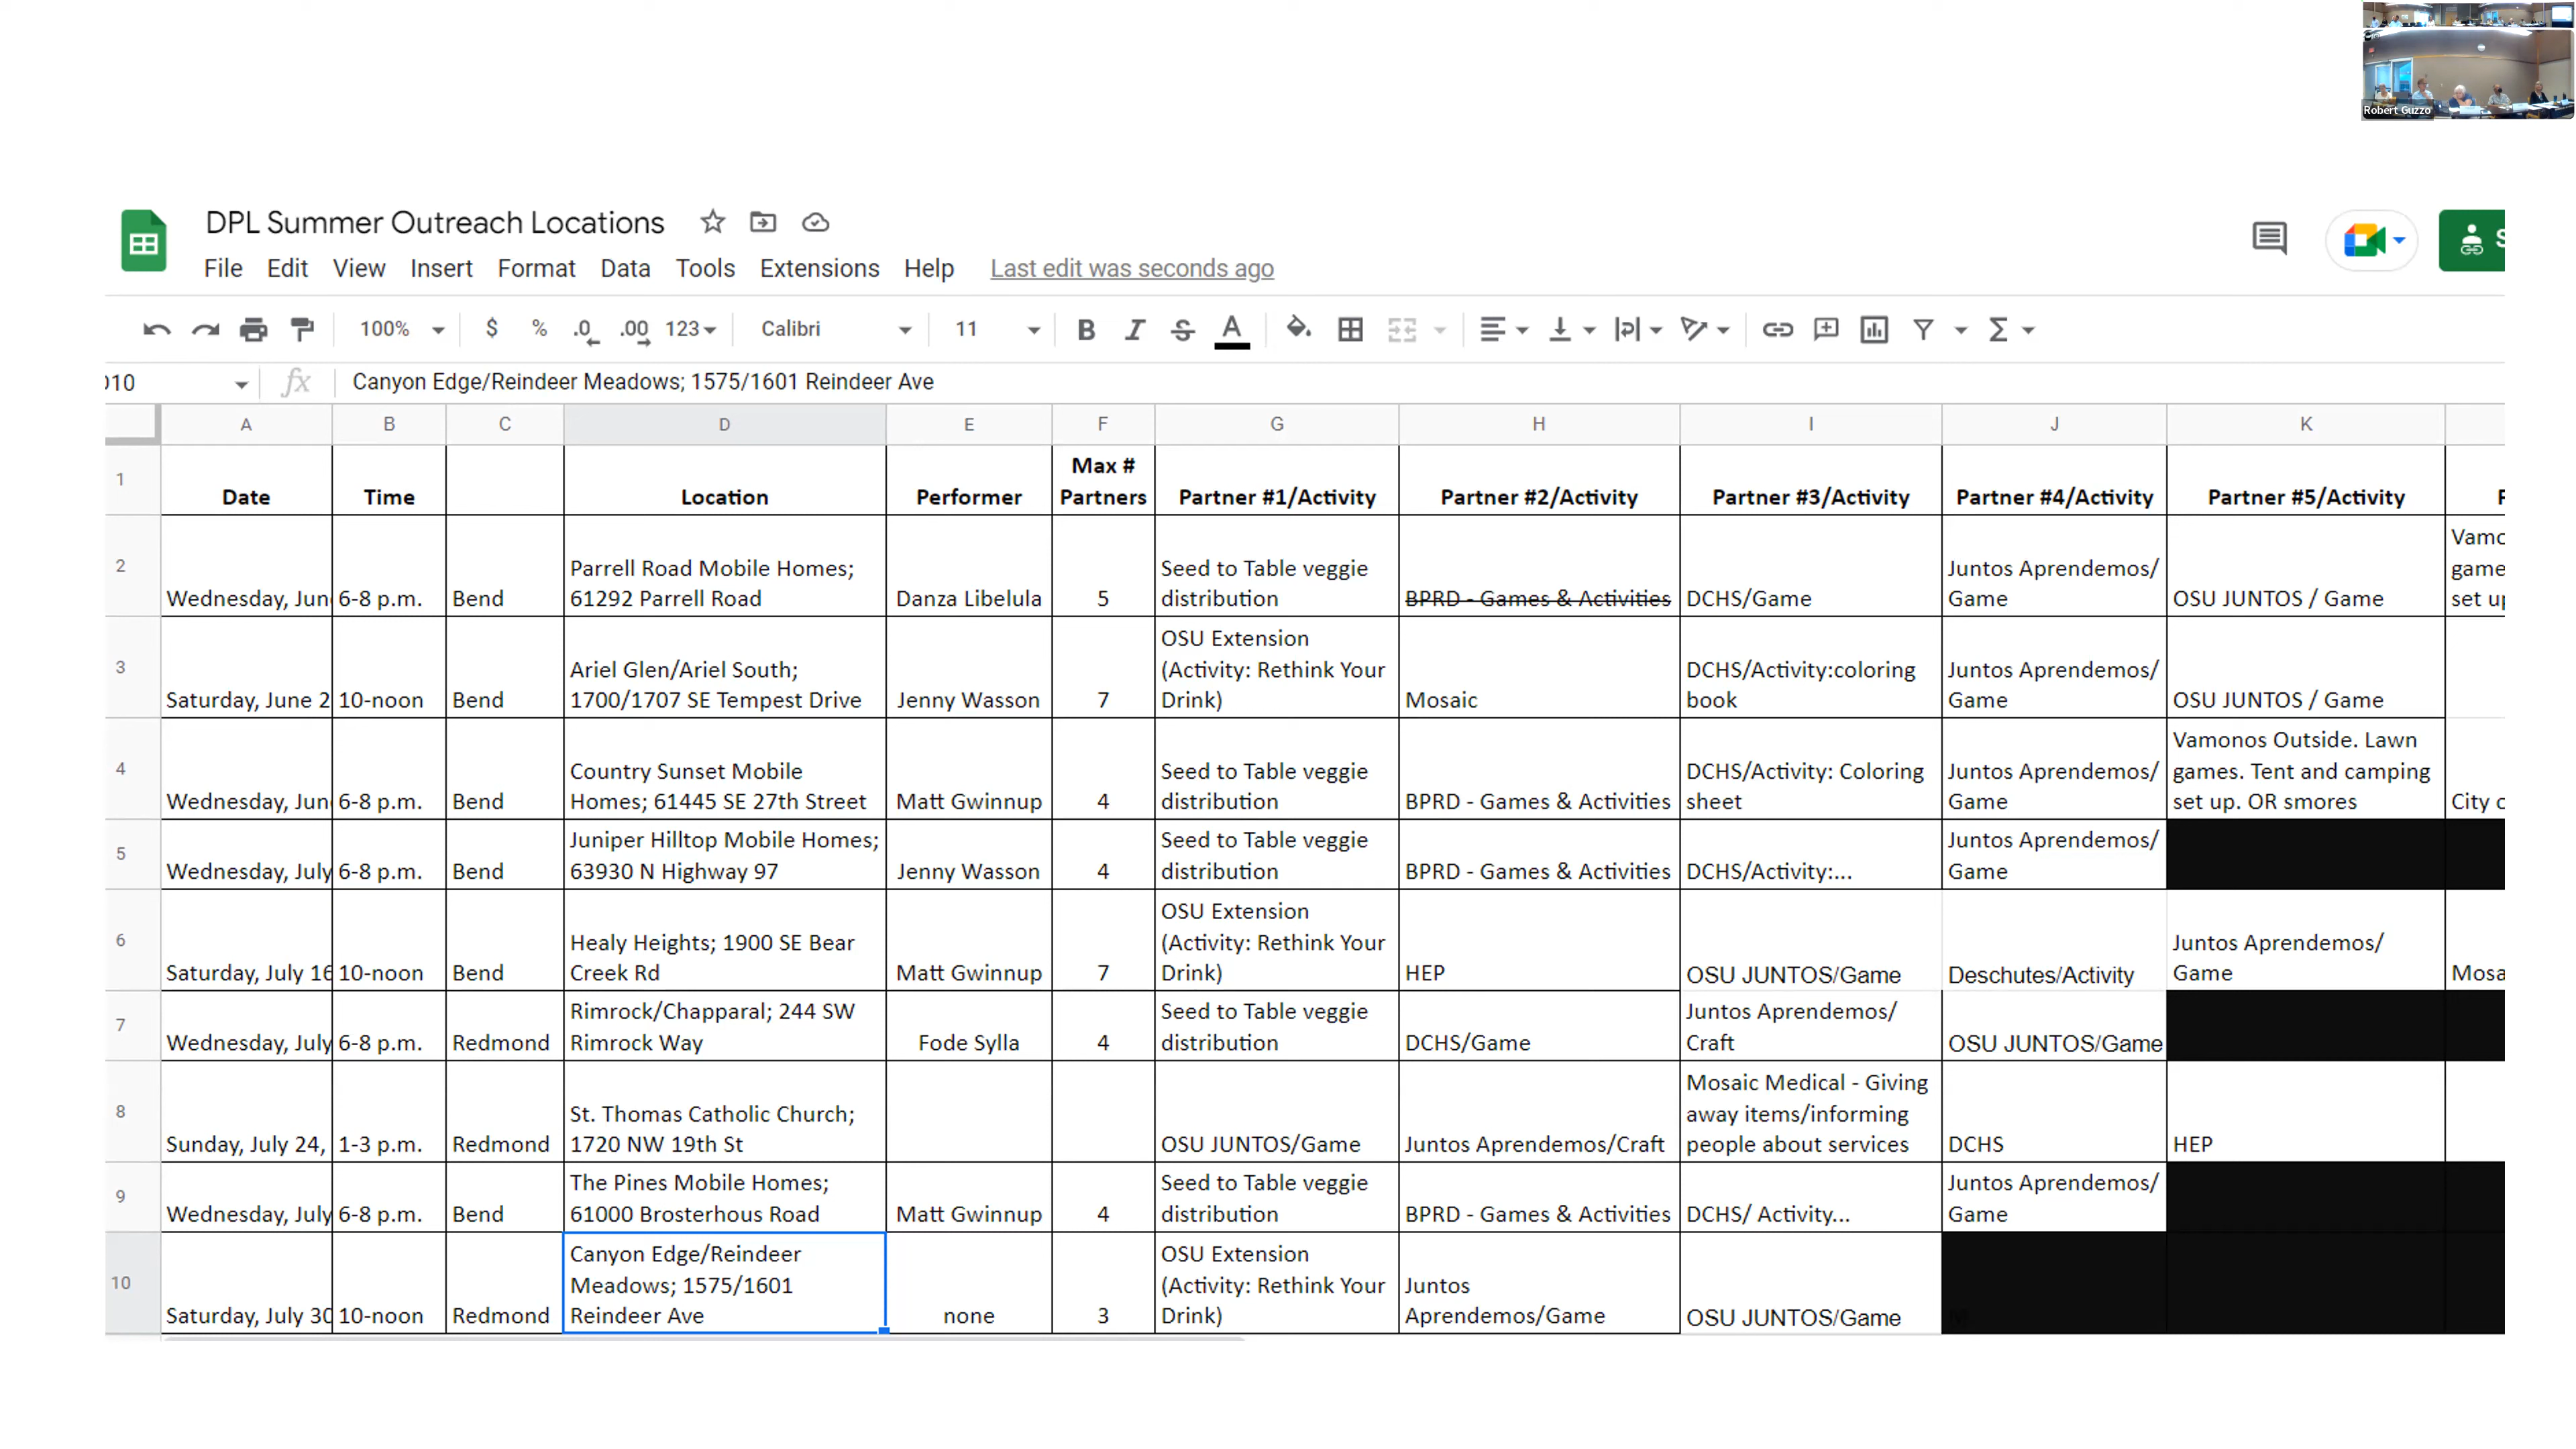 Robert Guzzo
DPL Summer Outreach Locations
File Edit View Insert Format Data Tools Extensions Help Last edit was seconds ago
100% $ % .0 .00 123 Calibri 11 B I S A
D10 fx Canyon Edge/Reindeer Meadows; 1575/1601 Reindeer Ave
A B C D E F G H I J K
1 Date Time Location Performer Max # Partners Partner #1/Activity Partner #2/Activity Partner #3/Activity Partner #4/Activity Partner #5/Activity
2 Wednesday, Jun 6-8 p.m. Bend Parrell Road Mobile Homes; 61292 Parrell Road Danza Libelula 5 Seed to Table veggie distribution BPRD - Games & Activities DCHS/Game Juntos Aprendemos/ Game OSU JUNTOS / Game Vamo game set up
3 Saturday, June 2 10-noon Bend Ariel Glen/Ariel South; 1700/1707 SE Tempest Drive Jenny Wasson 7 OSU Extension (Activity: Rethink Your Drink) Mosaic DCHS/Activity:coloring book Juntos Aprendemos/ Game OSU JUNTOS / Game
4 Wednesday, Jun 6-8 p.m. Bend Country Sunset Mobile Homes; 61445 SE 27th Street Matt Gwinnup 4 Seed to Table veggie distribution BPRD - Games & Activities DCHS/Activity: Coloring sheet Juntos Aprendemos/ Game Vamonos Outside. Lawn games. Tent and camping set up. OR smores City
5 Wednesday, July 6-8 p.m. Bend Juniper Hilltop Mobile Homes; 63930 N Highway 97 Jenny Wasson 4 Seed to Table veggie distribution BPRD - Games & Activities DCHS/Activity:... Juntos Aprendemos/ Game
6 Saturday, July 16 10-noon Bend Healy Heights; 1900 SE Bear Creek Rd Matt Gwinnup 7 OSU Extension (Activity: Rethink Your Drink) HEP OSU JUNTOS/Game Deschutes/Activity Juntos Aprendemos/ Game Mosa
7 Wednesday, July 6-8 p.m. Redmond Rimrock/Chapparal; 244 SW Rimrock Way Fode Sylla 4 Seed to Table veggie distribution DCHS/Game Juntos Aprendemos/ Craft OSU JUNTOS/Game
8 Sunday, July 24, 1-3 p.m. Redmond St. Thomas Catholic Church; 1720 NW 19th St OSU JUNTOS/Game Juntos Aprendemos/Craft Mosaic Medical - Giving away items/informing people about services DCHS HEP
9 Wednesday, July 6-8 p.m. Bend The Pines Mobile Homes; 61000 Brosterhous Road Matt Gwinnup 4 Seed to Table veggie distribution BPRD - Games & Activities DCHS/ Activity... Juntos Aprendemos/ Game
10 Saturday, July 30 10-noon Redmond Canyon Edge/Reindeer Meadows; 1575/1601 Reindeer Ave none 3 OSU Extension (Activity: Rethink Your Drink) Juntos Aprendemos/Game OSU JUNTOS/Game